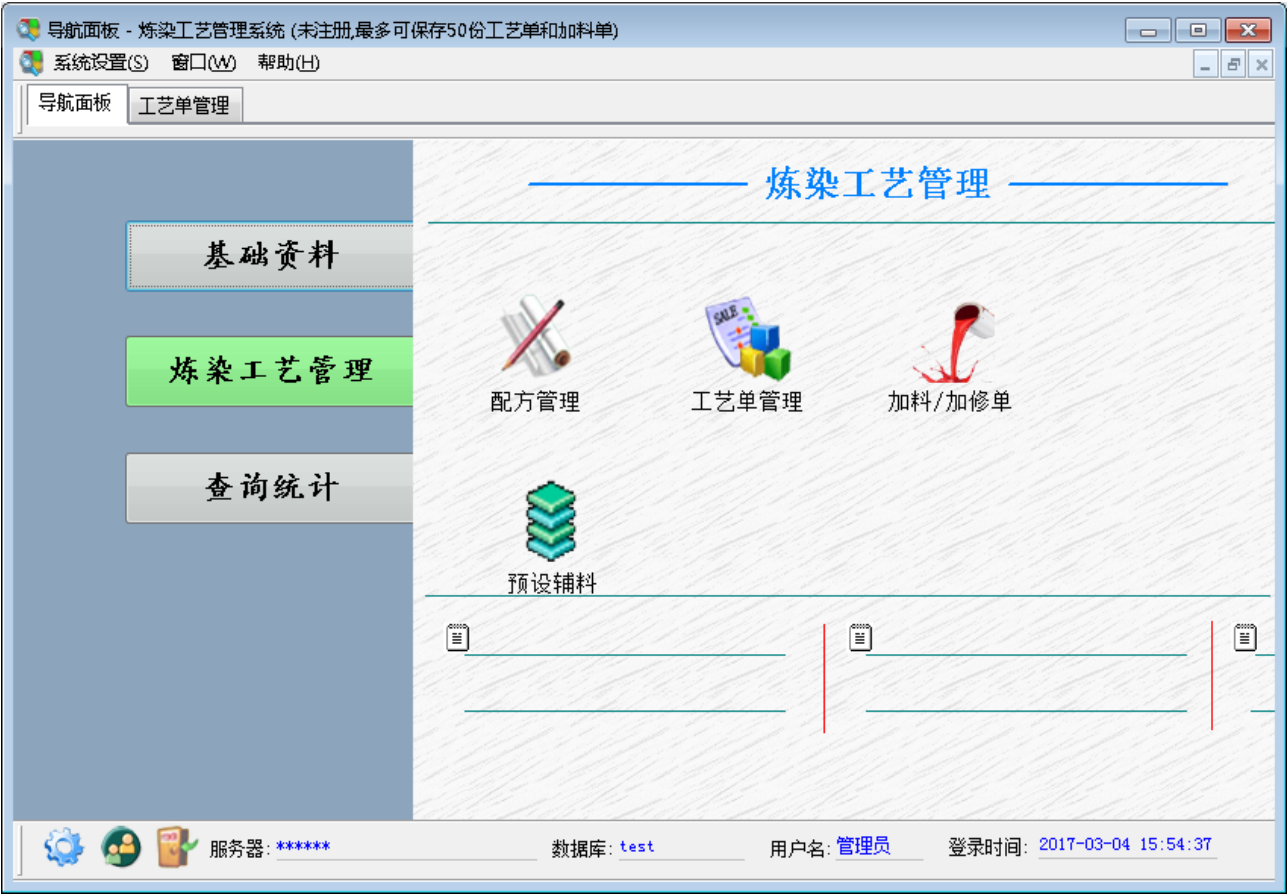 导航面板 - 炼染工艺管理系统 (未注册,最多可保存50份工艺单和加料单)
系统设置(S) 窗口(W) 帮助(H)
导航面板 工艺单管理
炼染工艺管理
基础资料
炼染工艺管理
查询统计
SALE
配方管理 工艺单管理 加料/加修单
预设辅料
服务器: ****** 数据库: test 用户名: 管理员 登录时间: 2017-03-04 15:54:37